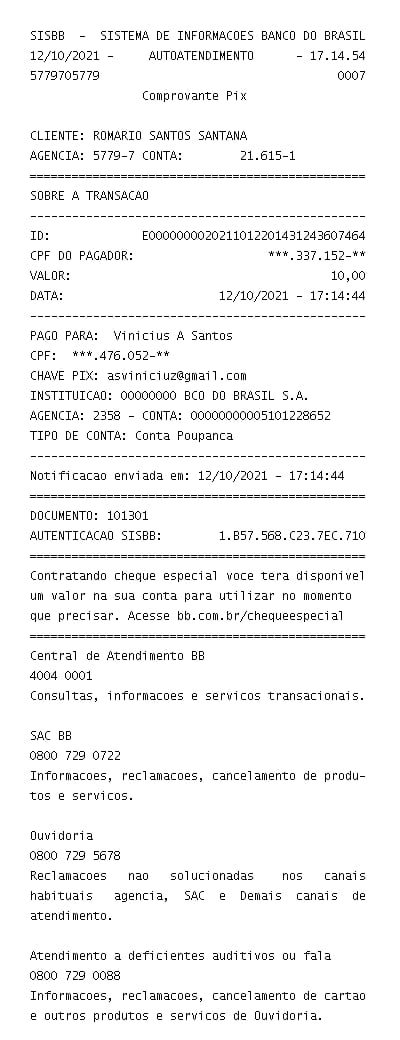 SISBB - SISTEMA DE INFORMACOES BANCO DO BRASIL
12/10/2021 - AUTOATENDIMENTO - 17.14.54
5779705779 0007
Comprovante Pix
CLIENTE: ROMARIO SANTOS SANTANA
AGENCIA: 5779-7 CONTA: 21.615-1
================================================
SOBRE A TRANSACAO
------------------------------------------------
ID: E0000000020211012201431243607464
CPF DO PAGADOR: ***.337.152-**
VALOR: 10,00
DATA: 12/10/2021 - 17:14:44
------------------------------------------------
PAGO PARA: Vinicius A Santos
CPF: ***.476.052-**
CHAVE PIX: asviniciuz@gmail.com
INSTITUICAO: 00000000 BCO DO BRASIL S.A.
AGENCIA: 2358 - CONTA: 00000000005101228652
TIPO DE CONTA: Conta Poupanca
------------------------------------------------
Notificacao enviada em: 12/10/2021 - 17:14:44
================================================
DOCUMENTO: 101301
AUTENTICACAO SISBB: 1.B57.568.C23.7EC.710
================================================
Contratando cheque especial voce tera disponivel
um valor na sua conta para utilizar no momento
que precisar. Acesse bb.com.br/chequeespecial
================================================
Central de Atendimento BB
4004 0001
Consultas, informacoes e servicos transacionais.
SAC BB
0800 729 0722
Informacoes, reclamacoes, cancelamento de produ-
tos e servicos.
Ouvidoria
0800 729 5678
Reclamacoes nao solucionadas nos canais
habituais agencia, SAC e Demais canais de
atendimento.
Atendimento a deficientes auditivos ou fala
0800 729 0088
Informacoes, reclamacoes, cancelamento de cartao
e outros produtos e servicos de Ouvidoria.